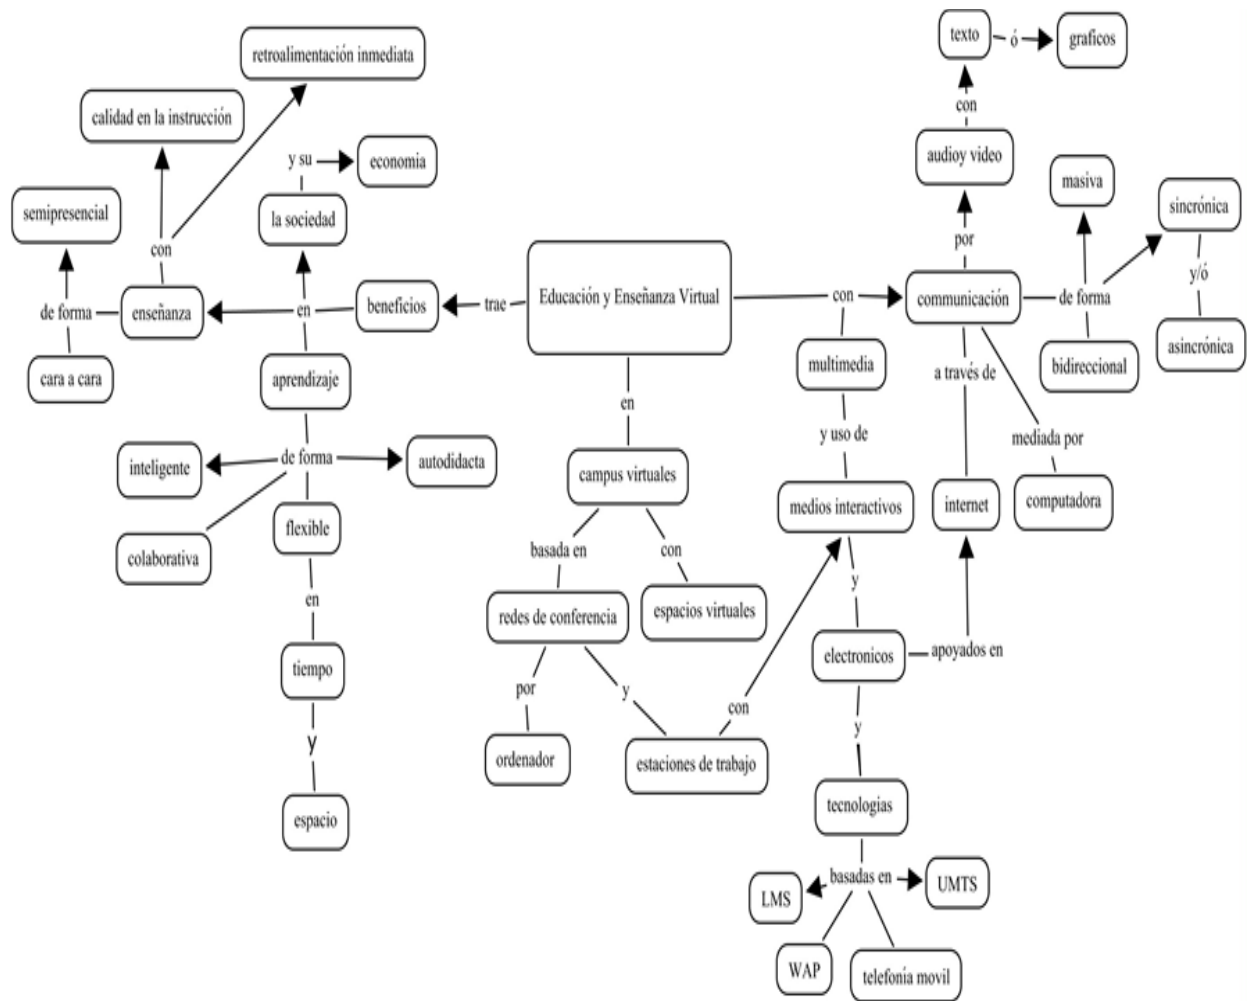 texto
ó
graficos
retroalimentación inmediata
calidad en la instrucción
con
audioy video
y su
economia
masiva
semipresencial
sincrónica
la sociedad
con
por
y/ó
de forma
enseñanza
en
beneficios
trae
Educación y Enseñanza Virtual
con
communicación
de forma
asincrónica
cara a cara
aprendizaje
multimedia
a través de
bidireccional
en
y uso de
mediada por
inteligente
de forma
autodidacta
campus virtuales
medios interactivos
internet
computadora
flexible
colaborativa
basada en
con
y
en
redes de conferencia
espacios virtuales
electronicos
apoyados en
tiempo
por
y
con
y
y
ordenador
estaciones de trabajo
tecnologias
espacio
basadas en
LMS
UMTS
WAP
telefonía movil